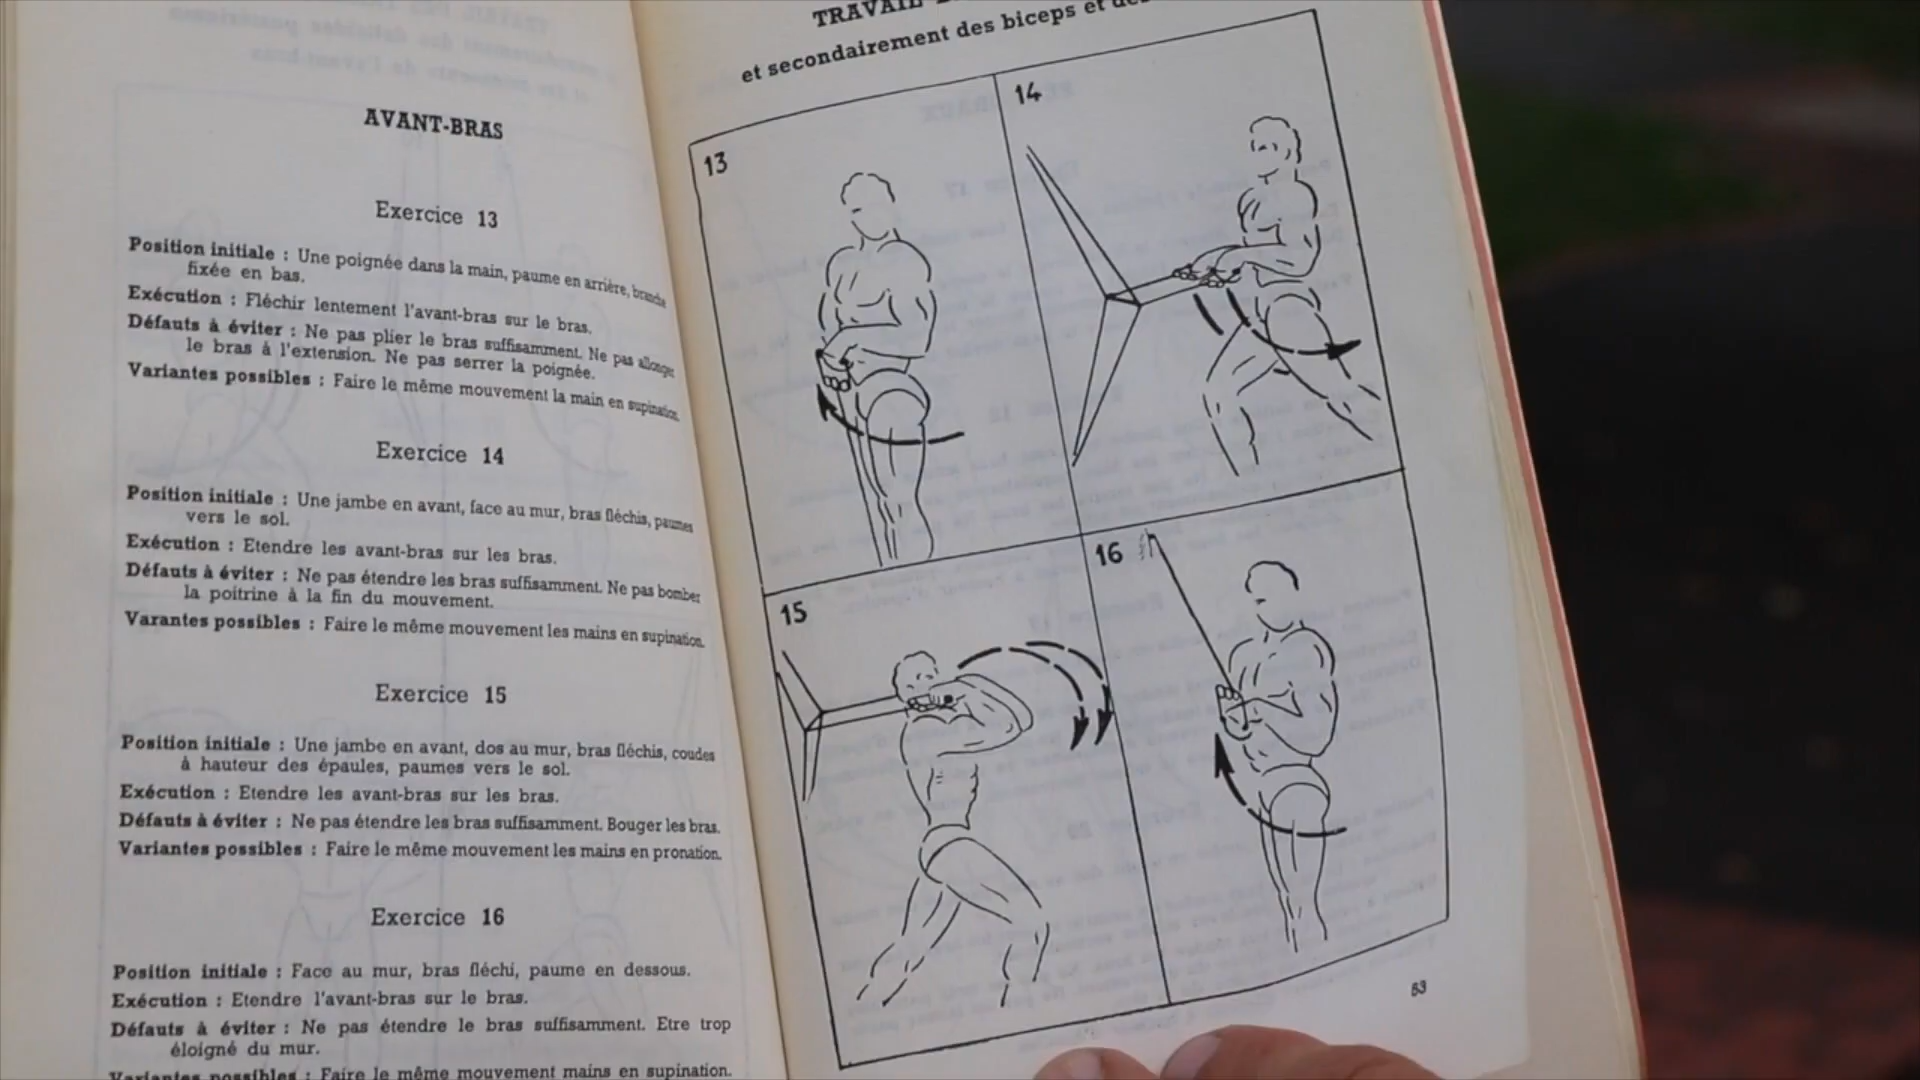 AVANT-BRAS
Exercice 13
Position initiale : Une poignée dans la main, paume en arrière, branche
fixée en bas.
Exécution : Fléchir lentement l'avant-bras sur le bras.
Défauts à éviter : Ne pas plier le bras suffisamment. Ne pas allonger
le bras à l'extension. Ne pas serrer la poignée.
Variantes possibles : Faire le même mouvement la main en supination.
Exercice 14
Position initiale : Une jambe en avant, face au mur, bras fléchis, paumes
vers le sol.
Exécution : Etendre les avant-bras sur les bras.
Défauts à éviter : Ne pas étendre les bras suffisamment. Ne pas bomber
la poitrine à la fin du mouvement.
Varantes possibles : Faire le même mouvement les mains en supination.
Exercice 15
Position initiale : Une jambe en avant, dos au mur, bras fléchis, coudes
à hauteur des épaules, paumes vers le sol.
Exécution : Etendre les avant-bras sur les bras.
Défauts à éviter : Ne pas étendre les bras suffisamment. Bouger les bras.
Variantes possibles : Faire le même mouvement les mains en pronation.
Exercice 16
Position initiale : Face au mur, bras fléchi, paume en dessous.
Exécution : Etendre l'avant-bras sur le bras.
Défauts à éviter : Ne pas étendre le bras suffisamment. Etre trop
éloigné du mur.
Variantes possibles : Faire le même mouvement mains en supination.
TRAVAIL
et secondairement des biceps et
13
14
15
16
83